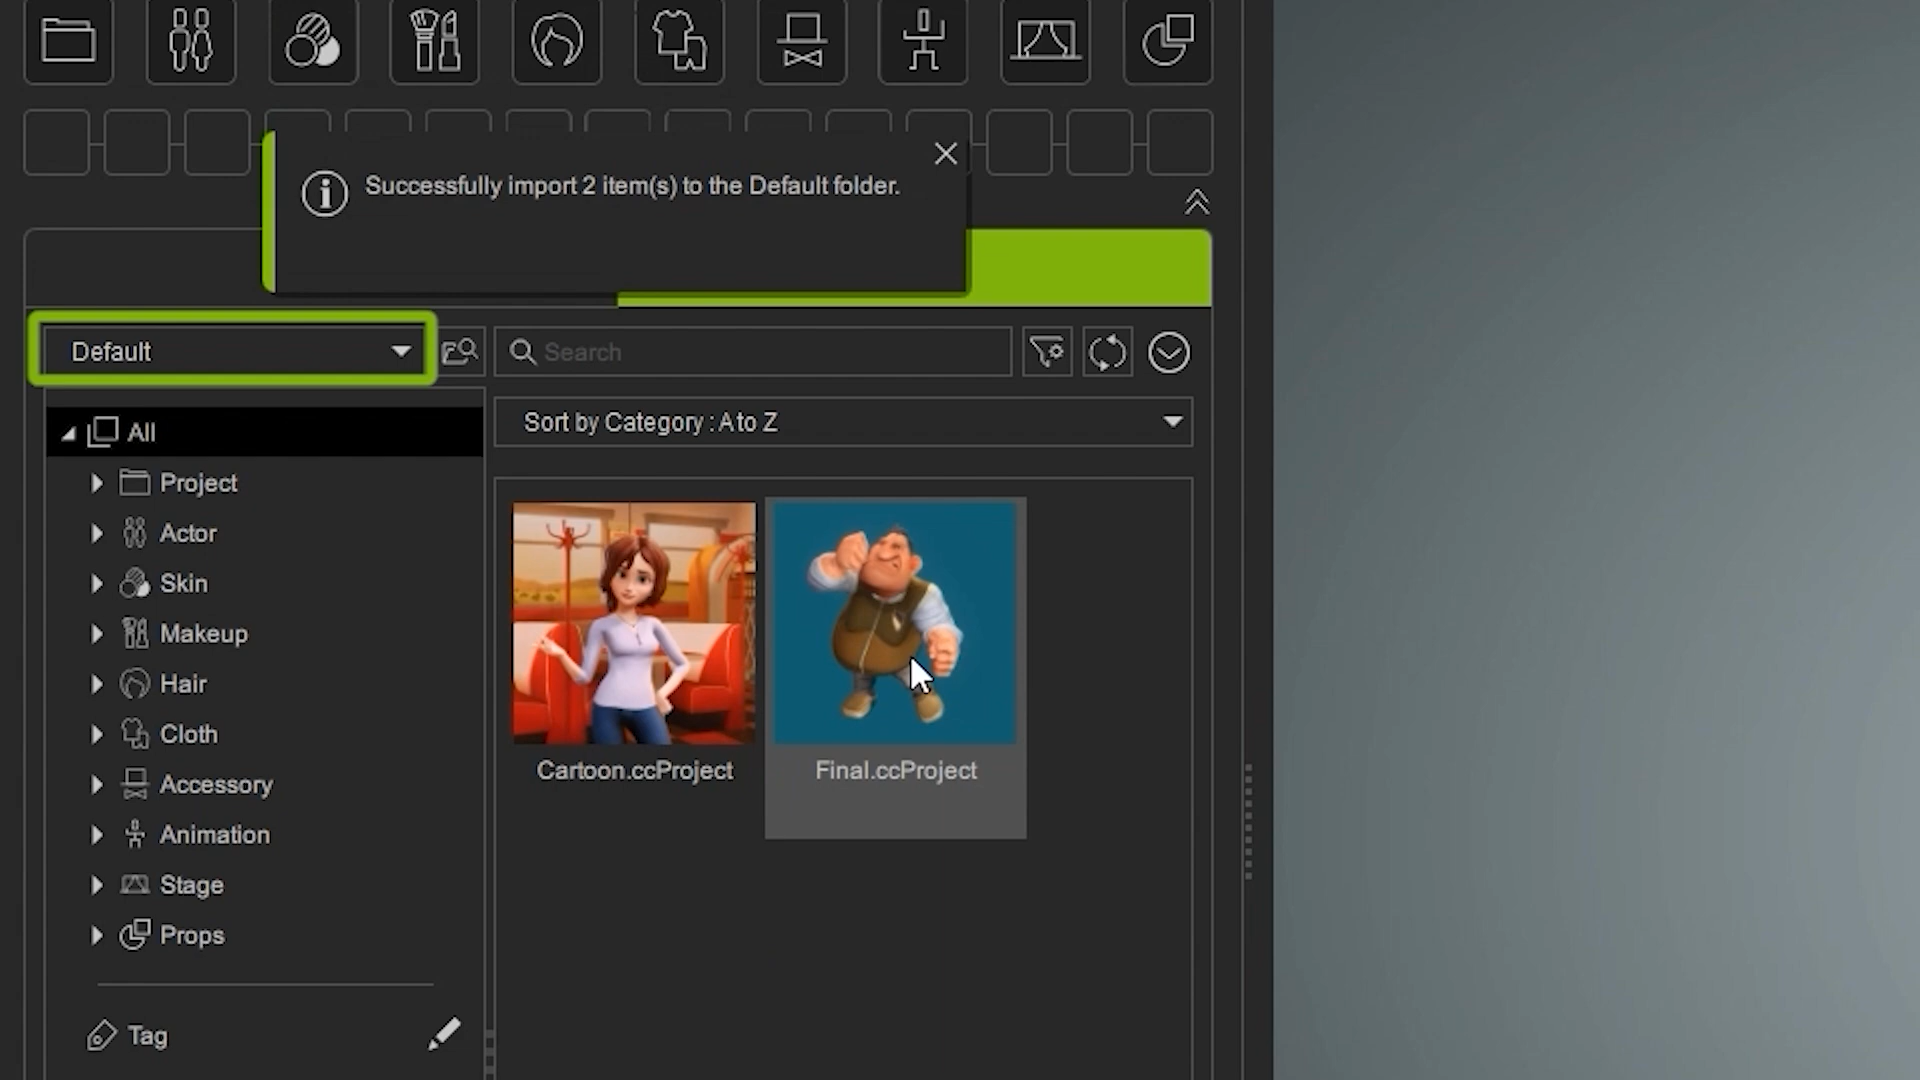 Successfully import 2 item(s) to the Default folder.
Default
Search
Sort by Category : A to Z
All
Project
Actor
Skin
Makeup
Hair
Cloth
Accessory
Animation
Stage
Props
Tag
Cartoon.ccProject
Final.ccProject